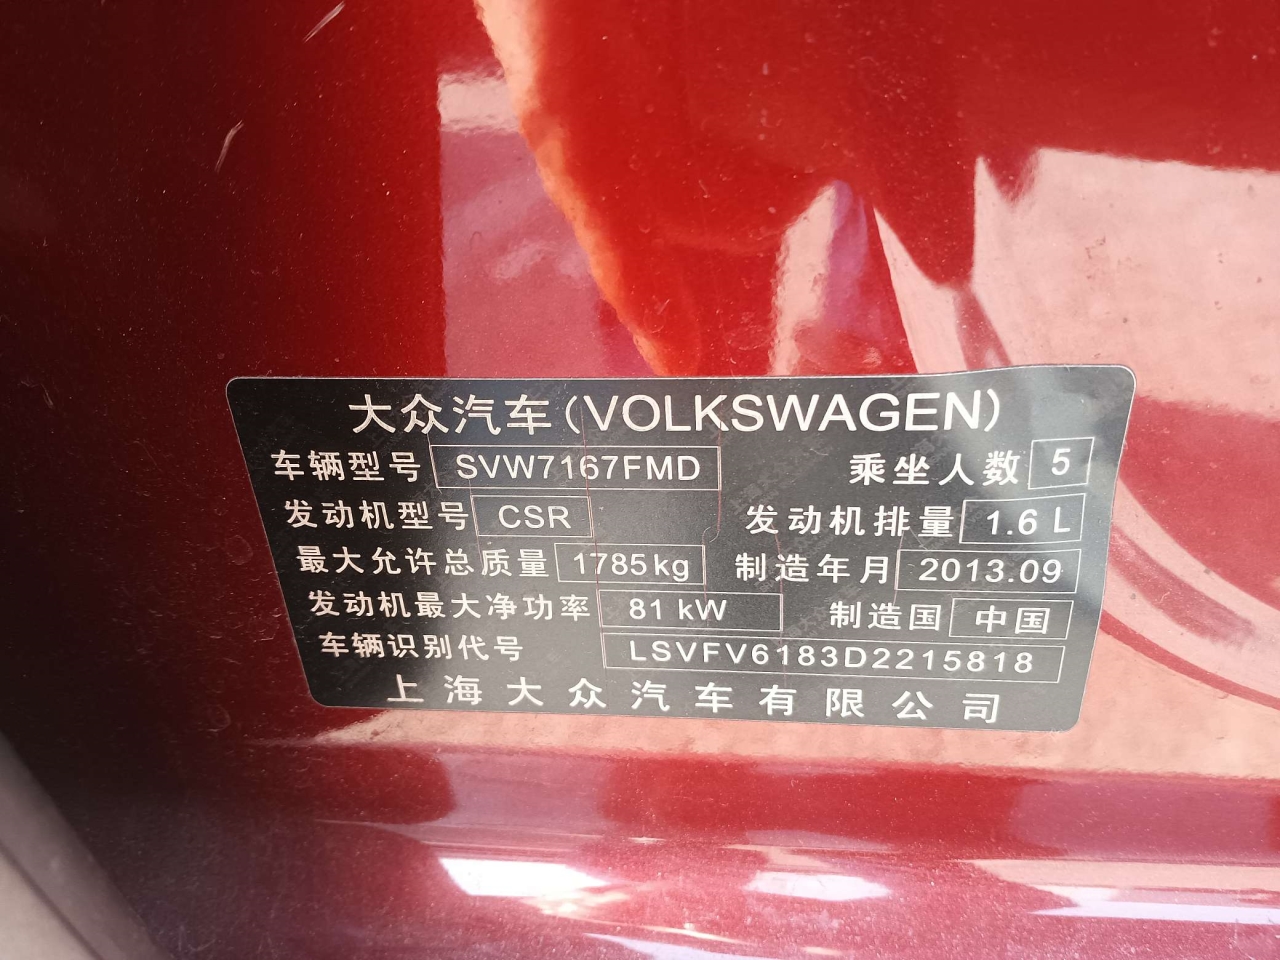 大众汽车(VOLKSWAGEN)
车辆型号 SVW7167FMD 乘坐人数 5
发动机型号 CSR 发动机排量 1.6 L
最大允许总质量 1785kg 制造年月 2013.09
发动机最大净功率 81 kW 制造国 中国
车辆识别代号 LSVFV6183D2215818
上海大众汽车有限公司